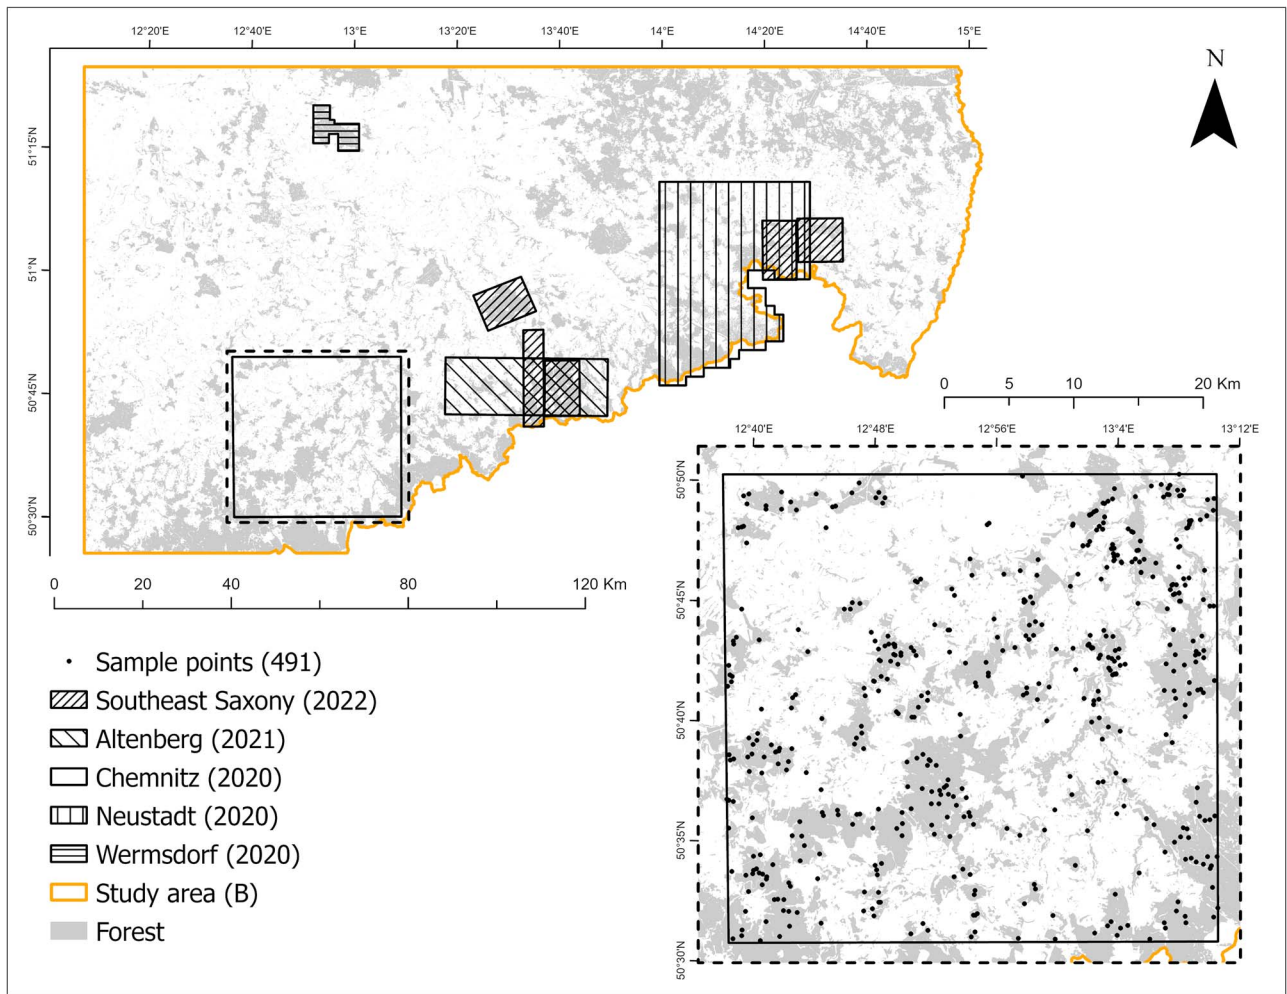 12°20'E 12°40'E 13°E 13°20'E 13°40'E 14°E 14°20'E 14°40'E 15°E
N
51°15'N
51°N
50°45'N
50°30'N
0 5 10 20 Km
12°40'E 12°48'E 12°56'E 13°4'E 13°12'E
50°50'N
50°45'N
50°40'N
50°35'N
50°30'N
0 20 40 80 120 Km
Sample points (491)
Southeast Saxony (2022)
Altenberg (2021)
Chemnitz (2020)
Neustadt (2020)
Wermsdorf (2020)
Study area (B)
Forest